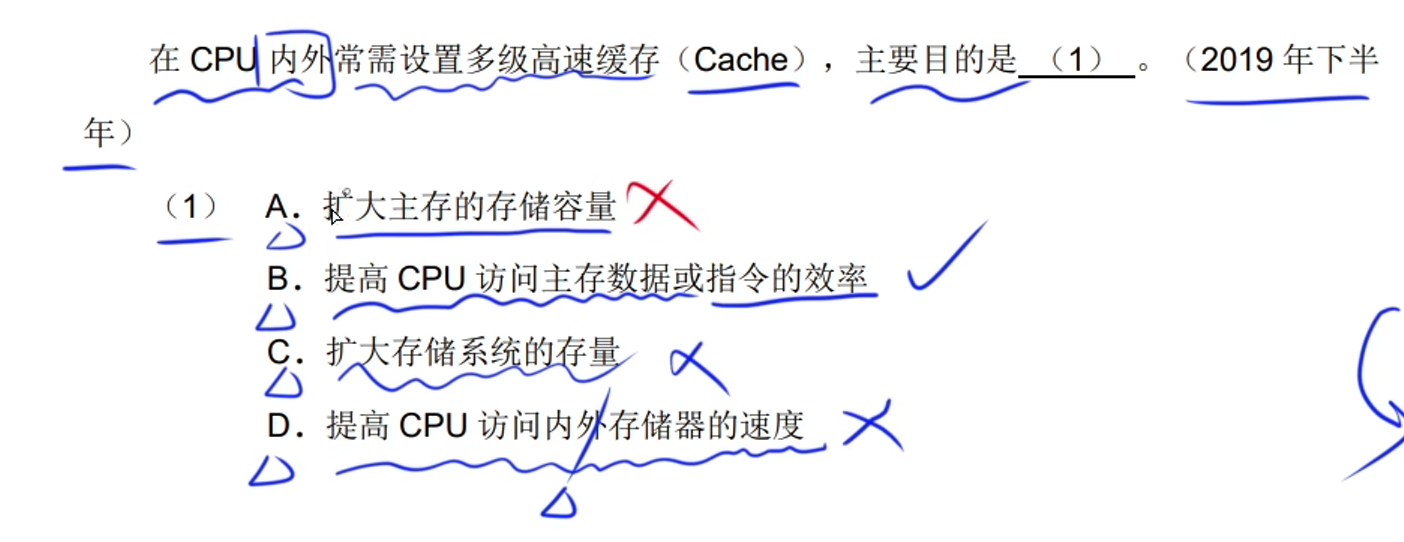 在 CPU 内外常需设置多级高速缓存（Cache），主要目的是 （1） 。（2019 年下半
年）
（1） A．扩大主存的存储容量
B．提高 CPU 访问主存数据或指令的效率
C．扩大存储系统的存量
D．提高 CPU 访问内外存储器的速度